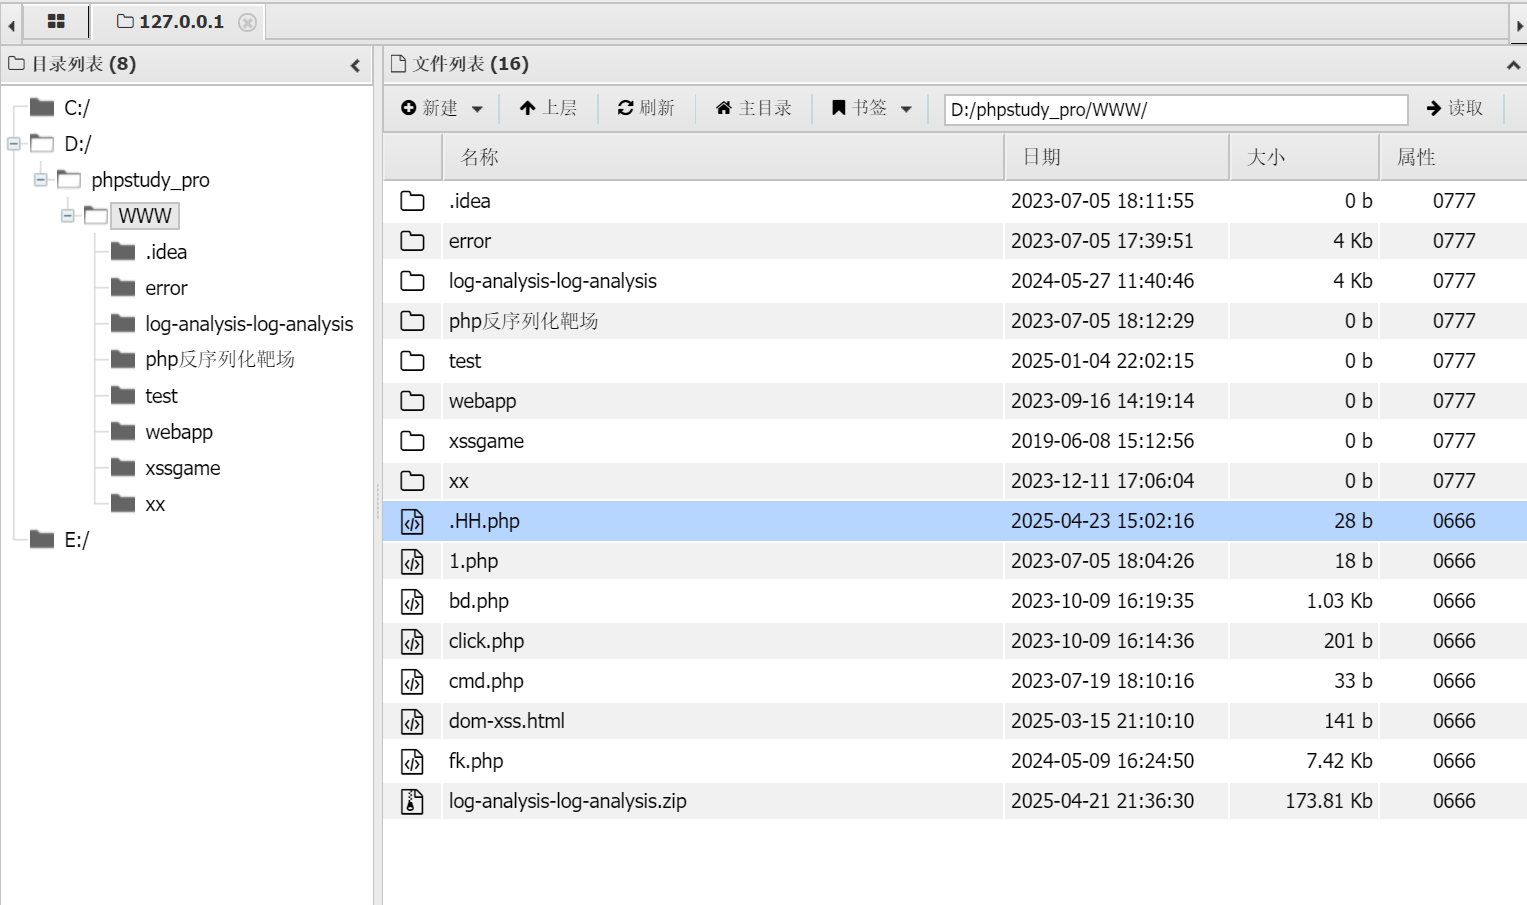 127.0.0.1
目录列表 (8)
C:/
D:/
phpstudy_pro
WWW
.idea
error
log-analysis-log-analysis
php反序列化靶场
test
webapp
xssgame
xx
E:/
文件列表 (16)
新建 上层 刷新 主目录 书签 D:/phpstudy_pro/WWW/ 读取
名称 日期 大小 属性
.idea 2023-07-05 18:11:55 0 b 0777
error 2023-07-05 17:39:51 4 Kb 0777
log-analysis-log-analysis 2024-05-27 11:40:46 4 Kb 0777
php反序列化靶场 2023-07-05 18:12:29 0 b 0777
test 2025-01-04 22:02:15 0 b 0777
webapp 2023-09-16 14:19:14 0 b 0777
xssgame 2019-06-08 15:12:56 0 b 0777
xx 2023-12-11 17:06:04 0 b 0777
.HH.php 2025-04-23 15:02:16 28 b 0666
1.php 2023-07-05 18:04:26 18 b 0666
bd.php 2023-10-09 16:19:35 1.03 Kb 0666
click.php 2023-10-09 16:14:36 201 b 0666
cmd.php 2023-07-19 18:10:16 33 b 0666
dom-xss.html 2025-03-15 21:10:10 141 b 0666
fk.php 2024-05-09 16:24:50 7.42 Kb 0666
log-analysis-log-analysis.zip 2025-04-21 21:36:30 173.81 Kb 0666